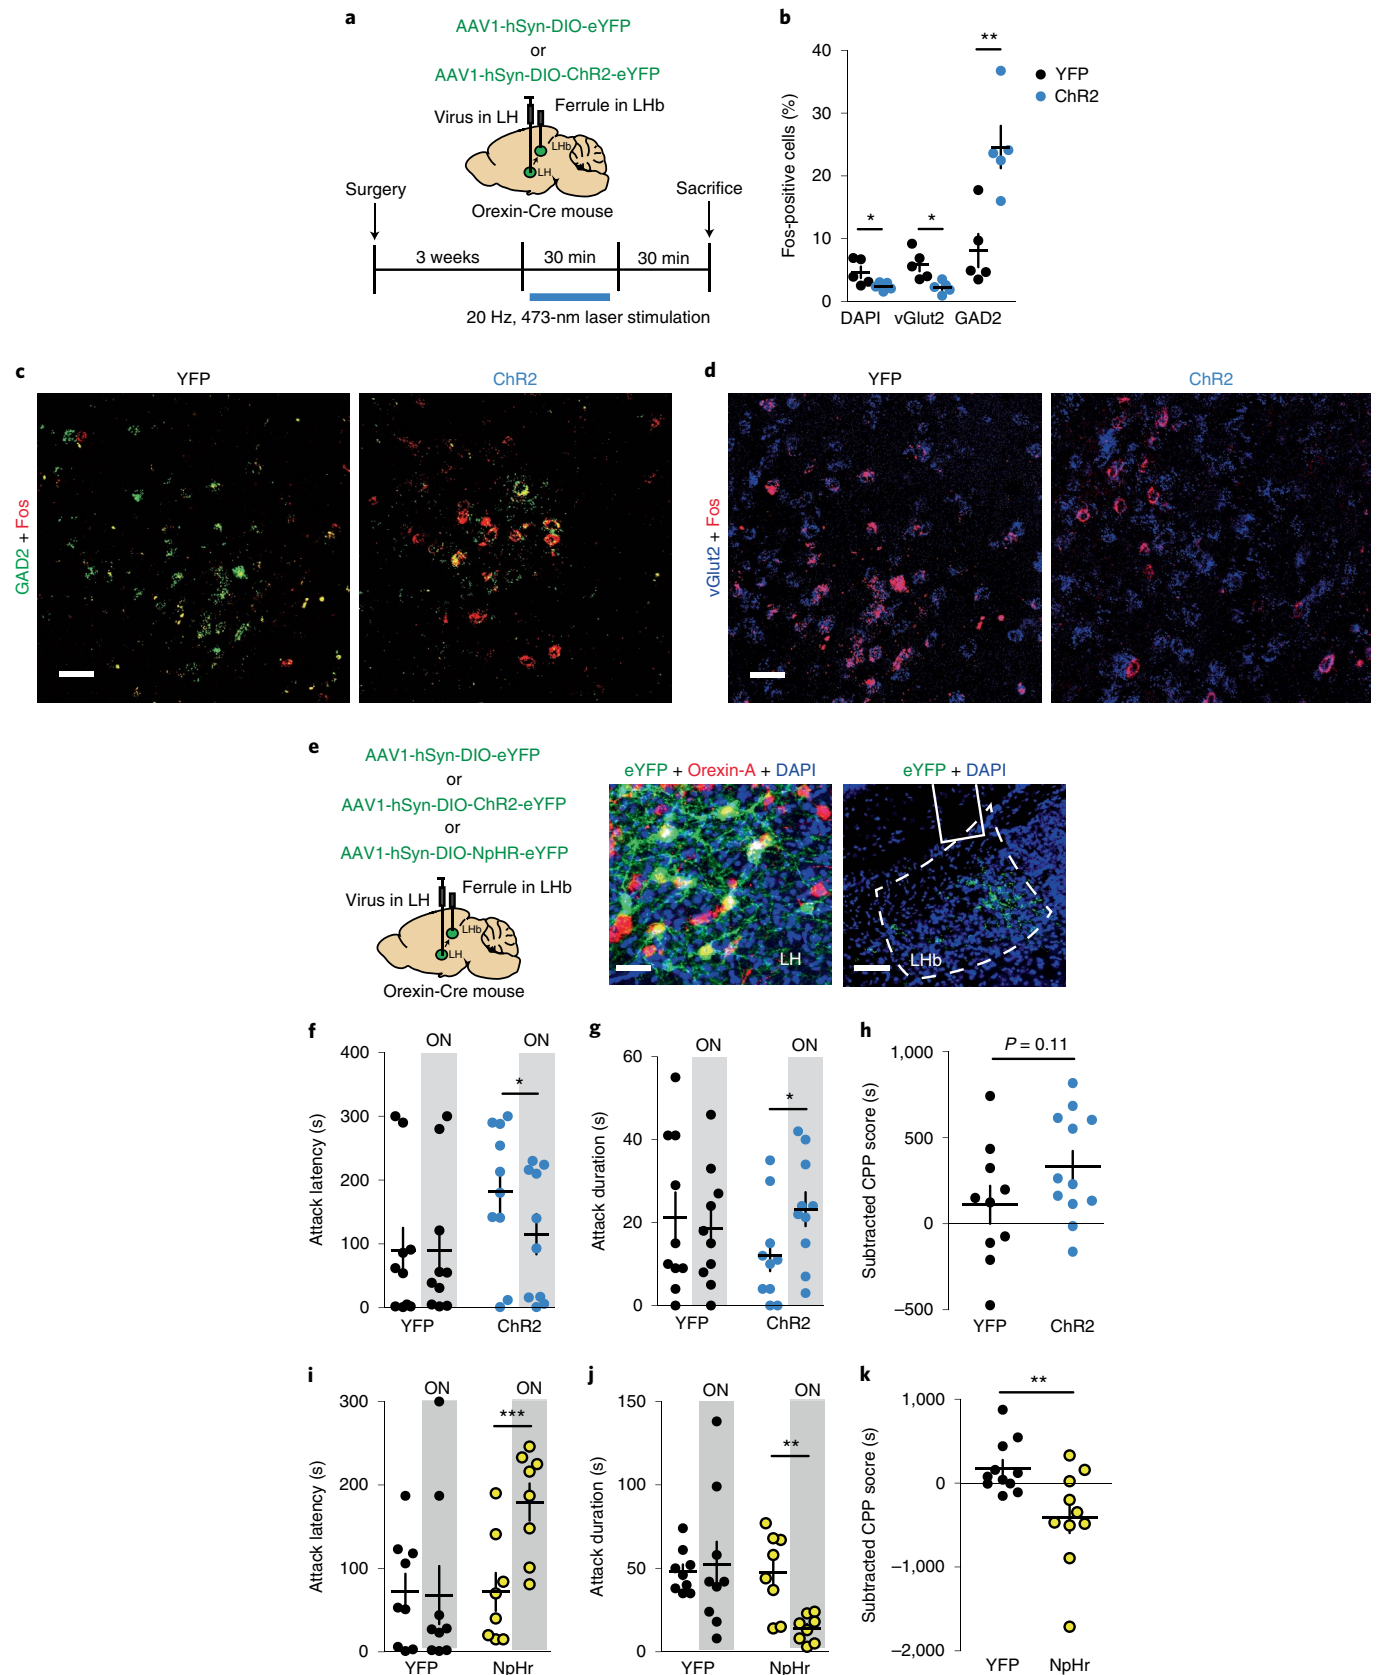 a
AAV1-hSyn-DIO-eYFP
or
AAV1-hSyn-DIO-ChR2-eYFP
Virus in LH
Ferrule in LHb
LHb
LH
Orexin-Cre mouse
Surgery
Sacrifice
3 weeks
30 min
30 min
20 Hz, 473-nm laser stimulation
b
Fos-positive cells (%)
40
30
20
10
0
*
*
**
DAPI
vGlut2
GAD2
YFP
ChR2
c
YFP
ChR2
GAD2 + Fos
d
YFP
ChR2
vGlut2 + Fos
e
AAV1-hSyn-DIO-eYFP
or
AAV1-hSyn-DIO-ChR2-eYFP
or
AAV1-hSyn-DIO-NpHR-eYFP
Virus in LH
Ferrule in LHb
LHb
LH
Orexin-Cre mouse
eYFP + Orexin-A + DAPI
LH
eYFP + DAPI
LHb
f
ON
ON
Attack latency (s)
400
300
200
100
0
*
YFP
ChR2
g
ON
ON
Attack duration (s)
60
40
20
0
*
YFP
ChR2
h
Subtracted CPP score (s)
1,000
500
0
−500
P = 0.11
YFP
ChR2
i
ON
ON
Attack latency (s)
300
200
100
0
***
YFP
NpHr
j
ON
ON
Attack duration (s)
150
100
50
0
**
YFP
NpHr
k
Subtracted CPP socre (s)
1,000
0
−1,000
−2,000
**
YFP
NpHr